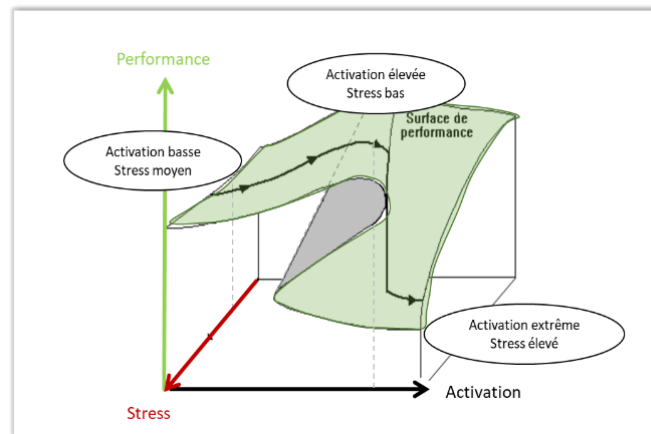 Performance
Activation élevée
Stress bas
Surface de
performance
Activation basse
Stress moyen
Activation extrême
Stress élevé
Activation
Stress